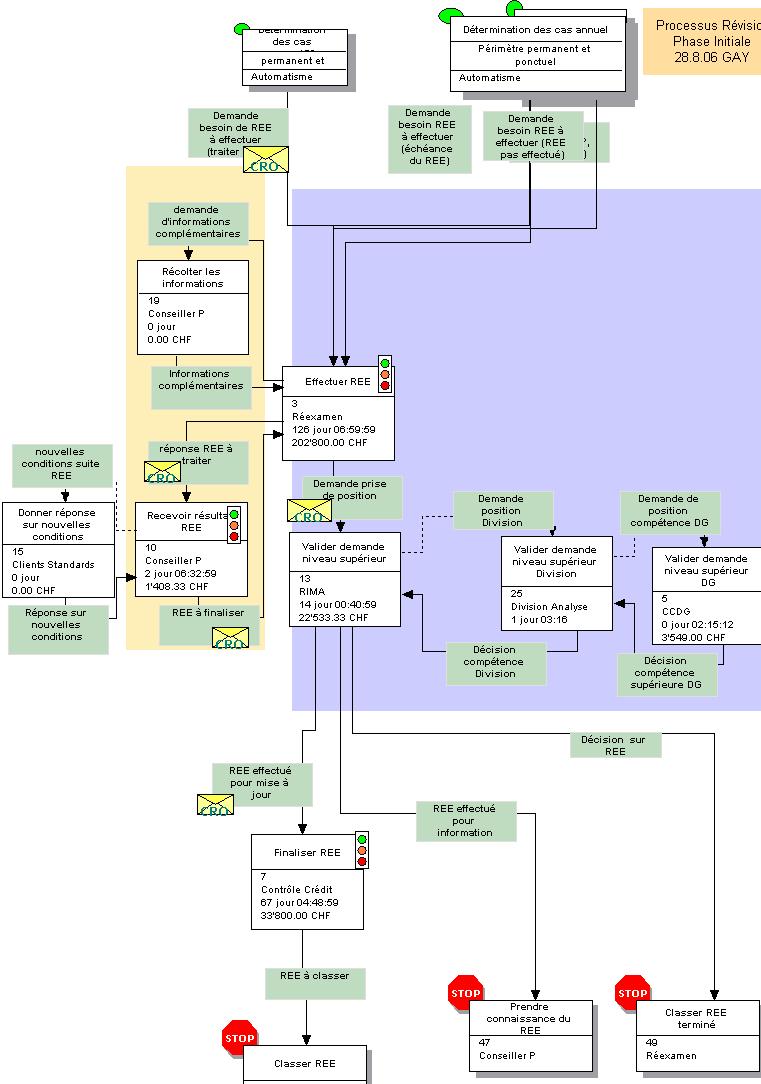 Détermination
des cas
permanent et
Automatisme
Détermination des cas annuel
Périmètre permanent et
ponctuel
Automatisme
Processus Révisio
Phase Initiale
28.8.06 GAY
Demande
besoin de REE
à effectuer
(traiter
CRO
Demande
besoin REE
à effectuer
(échéance
du REE)
Demande
besoin REE à
effectuer (REE
pas effectué)
demande
d'informations
complémentaires
Récolter les
informations
19
Conseiller P
0 jour
0.00 CHF
Informations
complémentaires
Effectuer REE
3
Réexamen
126 jour 06:59:59
202'800.00 CHF
réponse REE à
traiter
CRO
nouvelles
conditions suite
REE
Donner réponse
sur nouvelles
conditions
15
Clients Standards
0 jour
0.00 CHF
Réponse sur
nouvelles
conditions
Recevoir résulta
REE
10
Conseiller P
2 jour 06:32:59
1'408.33 CHF
REE à finaliser
CRO
Demande prise
de position
CRO
Valider demande
niveau supérieur
13
RIMA
14 jour 00:40:59
22'533.33 CHF
Demande
position
Division
Valider demande
niveau supérieur
Division
25
Division Analyse
1 jour 03:16
Demande de
position
compétence DG
Valider demande
niveau supérieur
DG
5
CCDG
0 jour 02:15:12
3'549.00 CHF
Décision
compétence
Division
Décision
compétence
supérieure DG
Décision sur
REE
REE effectué
pour mise à
jour
CRO
REE effectué
pour
information
Finaliser REE
7
Contrôle Crédit
67 jour 04:48:59
33'800.00 CHF
REE à classer
STOP
Classer REE
STOP
Prendre
connaissance du
REE
47
Conseiller P
STOP
Classer REE
terminé
49
Réexamen